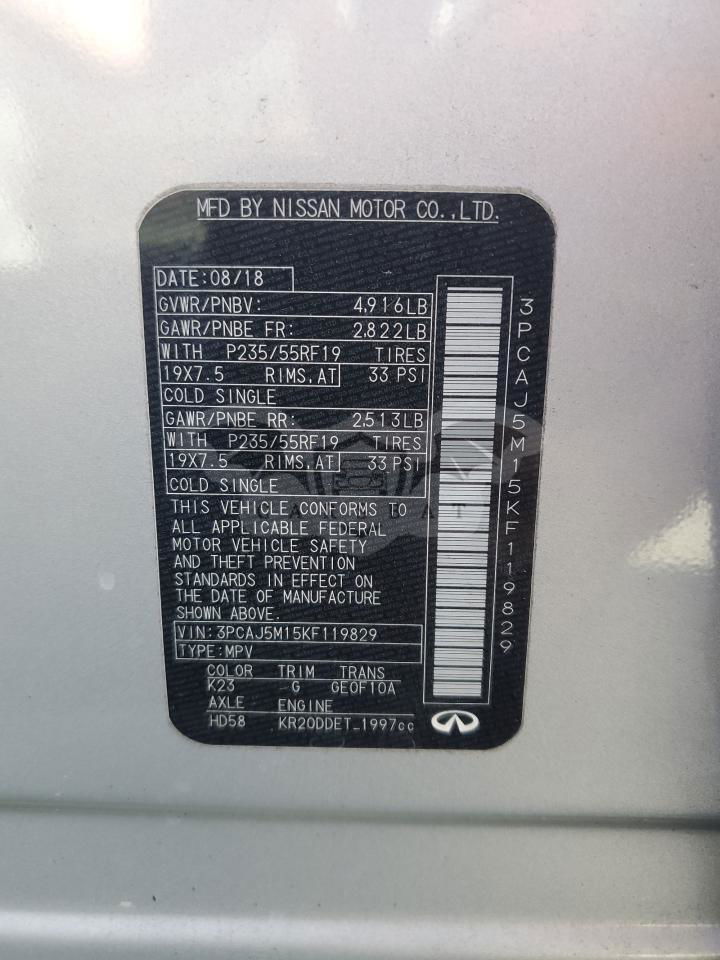 MFD BY NISSAN MOTOR CO.,LTD.
DATE:08/18
GVWR/PNBV: 4,916LB
GAWR/PNBE FR: 2,822LB
WITH P235/55RF19 TIRES
19X7.5 RIMS,AT 33 PSI
COLD SINGLE
GAWR/PNBE RR: 2,513LB
WITH P235/55RF19 TIRES
19X7.5 RIMS,AT 33 PSI
COLD SINGLE
THIS VEHICLE CONFORMS TO
ALL APPLICABLE FEDERAL
MOTOR VEHICLE SAFETY
AND THEFT PREVENTION
STANDARDS IN EFFECT ON
THE DATE OF MANUFACTURE
SHOWN ABOVE.
VIN:3PCAJ5M15KF119829
TYPE:MPV
COLOR TRIM TRANS
K23 G GE0F10A
AXLE ENGINE
HD58 KR20DDET_1997cc
3PCAJ5M15KF119829